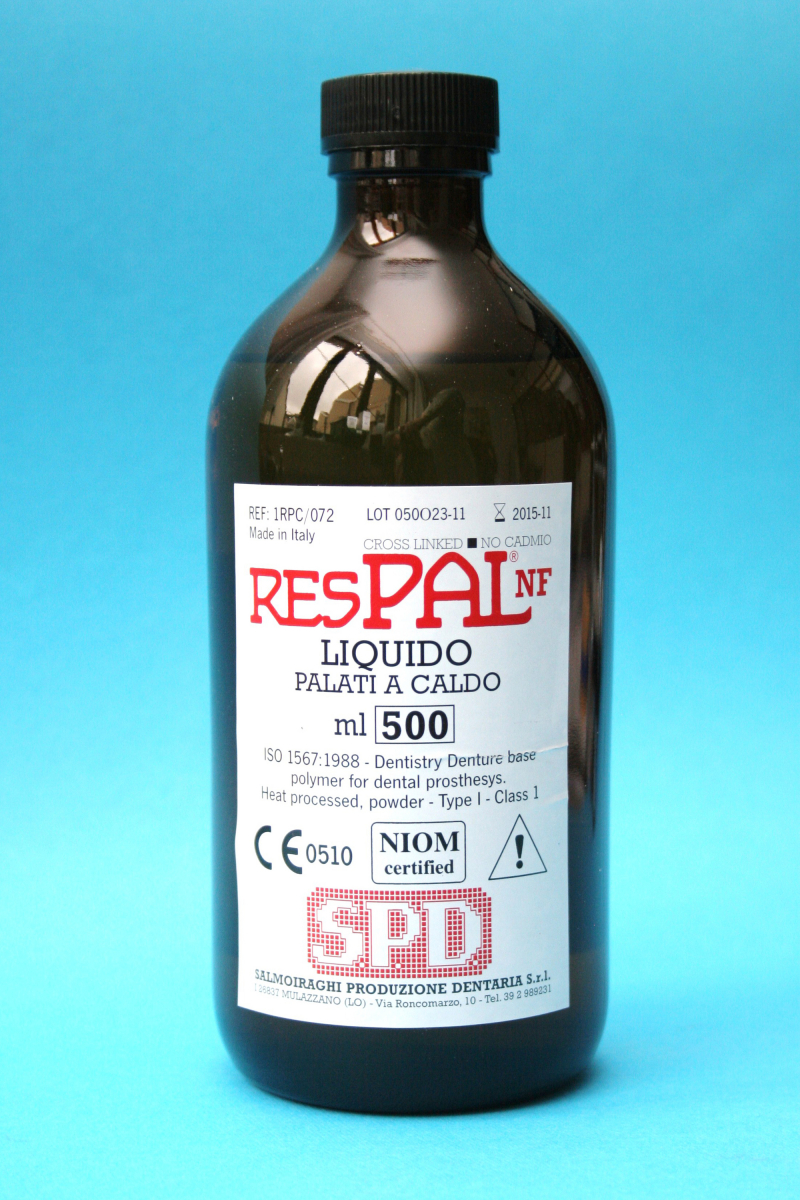 REF: 1RPC/072 LOT 050023-11 2015-11
Made in Italy
CROSS LINKED ■ NO CADMIO
RESPAL® NF
LIQUIDO
PALATI A CALDO
ml 500
ISO 1567:1988 - Dentistry Denture base
polymer for dental prosthesys.
Heat processed, powder - Type I - Class 1
CE 0510
NIOM
certified
!
SPD
SALMOIRAGHI PRODUZIONE DENTARIA S.r.l.
26837 MULAZZANO (LO) - Via Roncomarzo, 10 - Tel. 39 2 989231